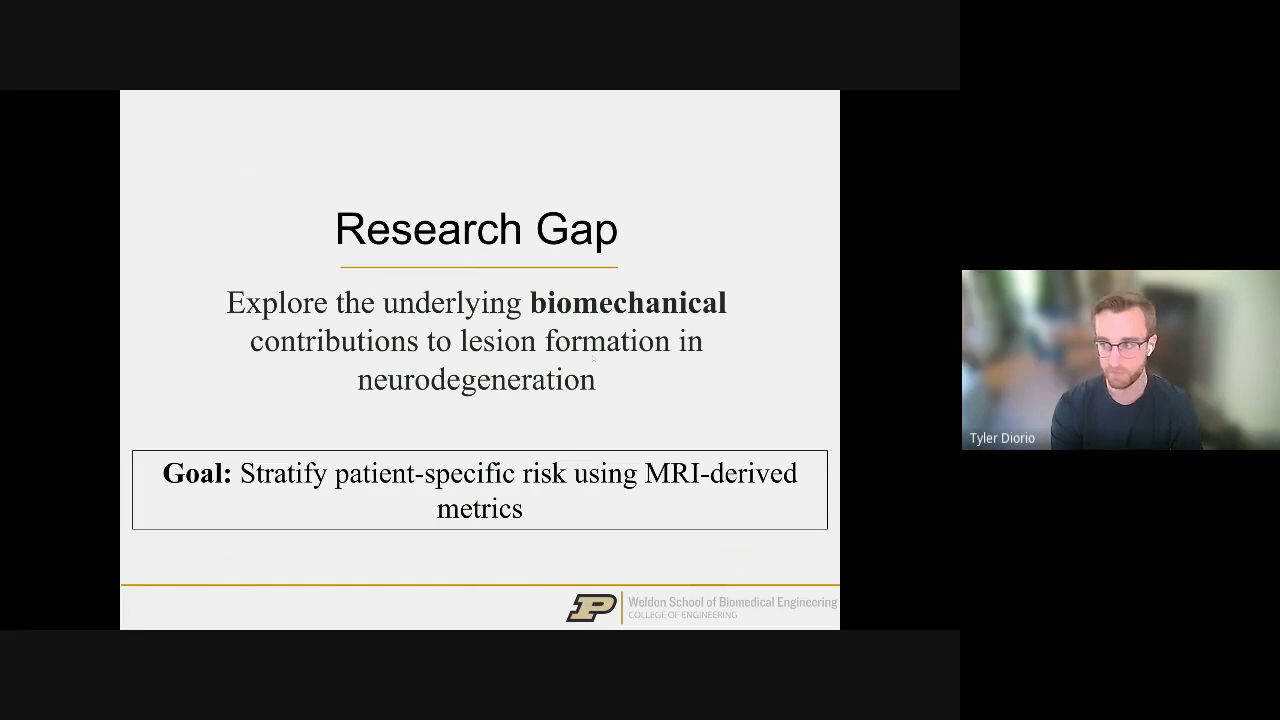 Research Gap
Explore the underlying biomechanical
contributions to lesion formation in
neurodegeneration
Goal: Stratify patient-specific risk using MRI-derived
metrics
P
Weldon School of Biomedical Engineering
COLLEGE OF ENGINEERING
Tyler Diorio